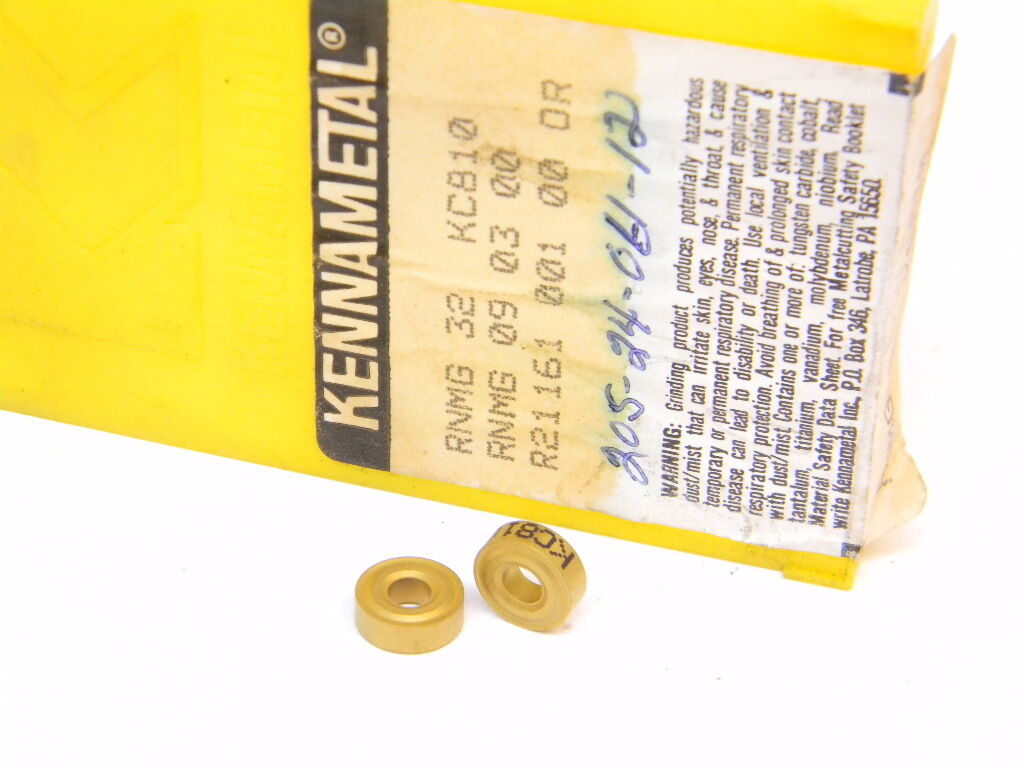 KENNAMETAL®
RNMG 32 KC810
RNMG 09 03 00
R21161 001 00 OR
205-24-061-12
WARNING: Grinding product produces potentially hazardous
dust/mist that can irritate skin, eyes, nose, & throat, & cause
temporary or permanent respiratory disease. Permanent respiratory
disease can lead to disability or death. Use local ventilation &
respiratory protection. Avoid breathing of & prolonged skin contact
with dust/mist. Contains one or more of: tungsten carbide, cobalt,
tantalum, titanium, vanadium, molybdenum, niobium. Read
Material Safety Data Sheet. For free Metalcutting Safety Booklet
write Kennametal Inc., P.O. Box 346, Latrobe, PA 15650.
KC81